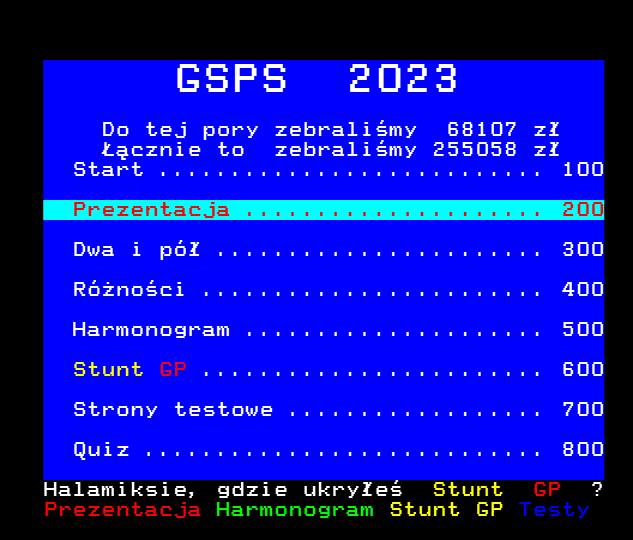 GSPS 2023
Do tej pory zebraliśmy 68107 zł
Łącznie to zebraliśmy 255058 zł
Start ........................... 100
Prezentacja ..................... 200
Dwa i pół ....................... 300
Różności ........................ 400
Harmonogram ..................... 500
Stunt GP ........................ 600
Strony testowe .................. 700
Quiz ............................ 800
Halamiksie, gdzie ukryłeś Stunt GP ?
Prezentacja Harmonogram Stunt GP Testy